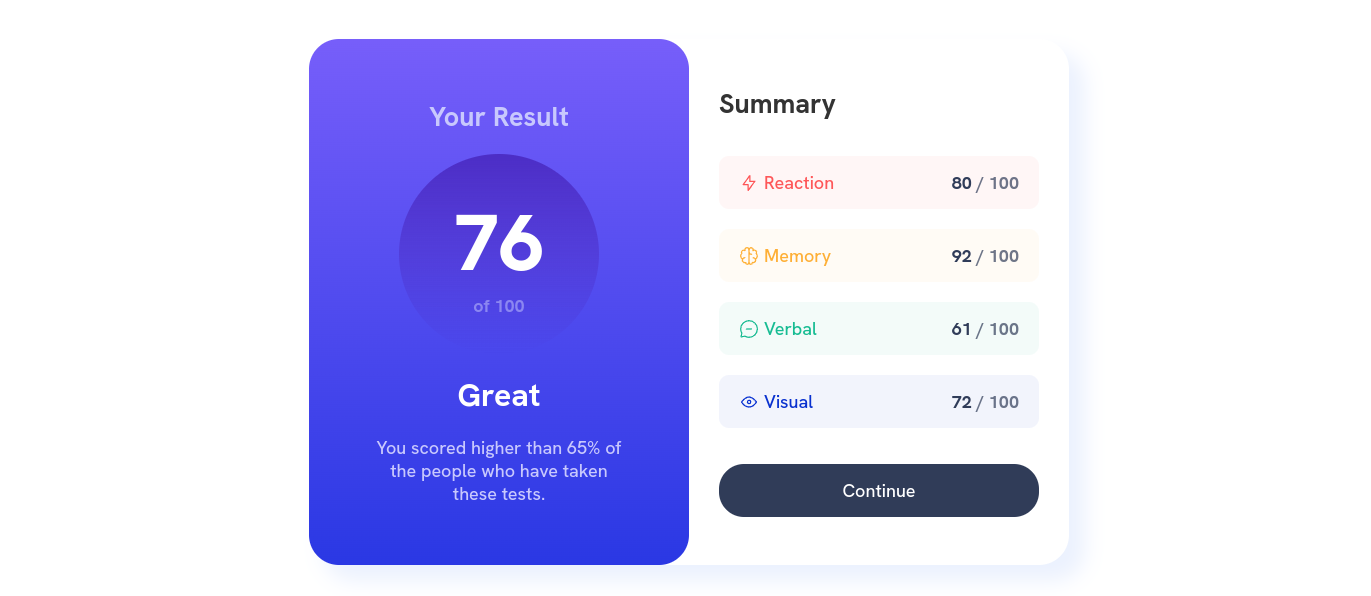 Your Result
76
of 100
Great
You scored higher than 65% of
the people who have taken
these tests.
Summary
Reaction 80 / 100
Memory 92 / 100
Verbal 61 / 100
Visual 72 / 100
Continue